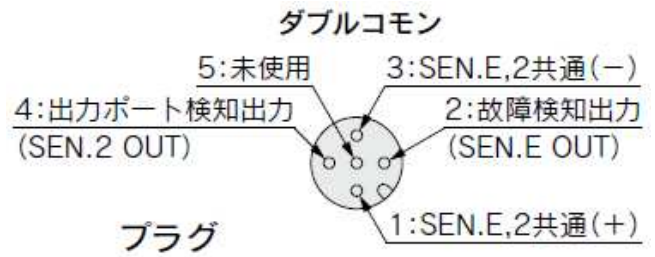 ダブルコモン
5:未使用
3:SEN.E,2共通(－)
4:出力ポート検知出力
(SEN.2 OUT)
2:故障検知出力
(SEN.E OUT)
1:SEN.E,2共通(＋)
プラグ